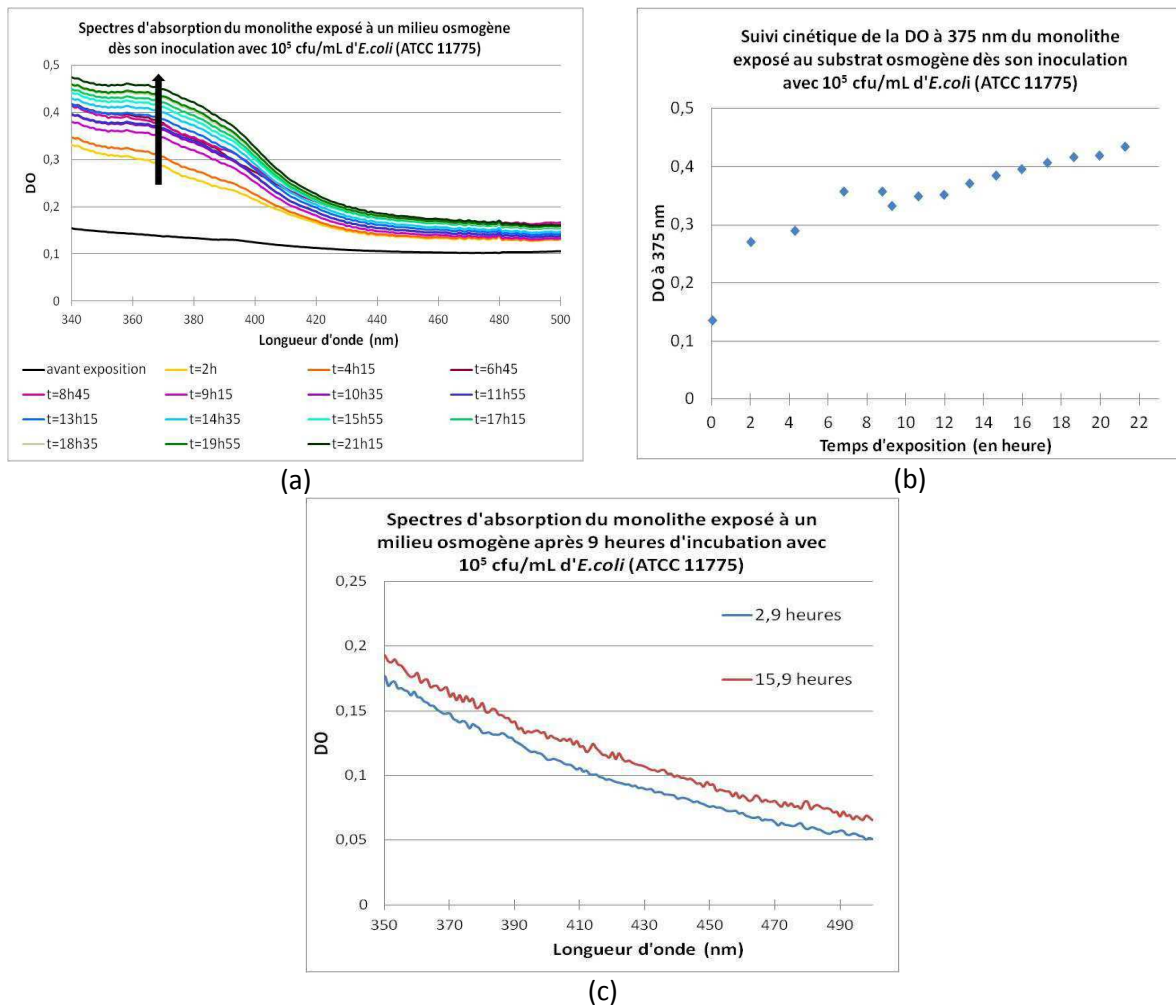 Spectres d'absorption du monolithe exposé à un milieu osmogène
dès son inoculation avec 10⁵ cfu/mL d'E.coli (ATCC 11775)
0,5
0,4
0,3
0,2
0,1
0
DO
340 360 380 400 420 440 460 480 500
Longueur d'onde (nm)
avant exposition t=2h t=4h15 t=6h45
t=8h45 t=9h15 t=10h35 t=11h55
t=13h15 t=14h35 t=15h55 t=17h15
t=18h35 t=19h55 t=21h15
(a)
Suivi cinétique de la DO à 375 nm du monolithe
exposé au substrat osmogène dès son inoculation
avec 10⁵ cfu/mL d'E.coli (ATCC 11775)
0,5
0,4
0,3
0,2
0,1
0
DO à 375 nm
0 2 4 6 8 10 12 14 16 18 20 22
Temps d'exposition (en heure)
(b)
Spectres d'absorption du monolithe exposé à un
milieu osmogène après 9 heures d'incubation avec
10⁵ cfu/mL d'E.coli (ATCC 11775)
0,25
0,2
0,15
0,1
0,05
0
DO
2,9 heures
15,9 heures
350 370 390 410 430 450 470 490
Longueur d'onde (nm)
(c)